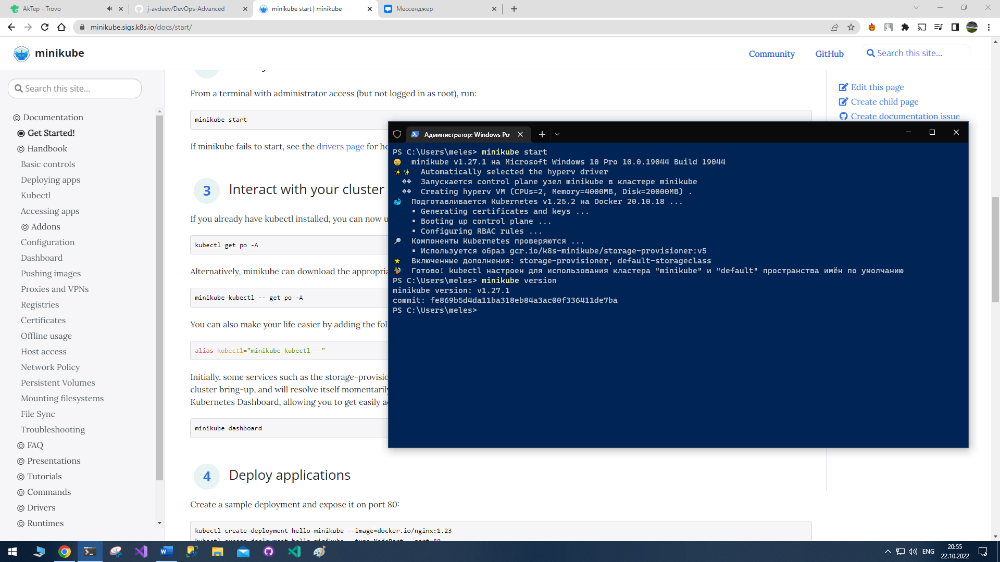 AkTep - Trovo
j-avdeev/DevOps-Advanced
minikube start | minikube
Мессенджер
minikube.sigs.k8s.io/docs/start/
minikube
Community
GitHub
Search this site...
Search this site...
Documentation
Get Started!
Handbook
Basic controls
Deploying apps
Kubectl
Accessing apps
Addons
Configuration
Dashboard
Pushing images
Proxies and VPNs
Registries
Certificates
Offline usage
Host access
Network Policy
Persistent Volumes
Mounting filesystems
File Sync
Troubleshooting
FAQ
Presentations
Tutorials
Commands
Drivers
Runtimes
From a terminal with administrator access (but not logged in as root), run:
minikube start
If minikube fails to start, see the drivers page for he
3 Interact with your cluster
If you already have kubectl installed, you can now u
kubectl get po -A
Alternatively, minikube can download the appropria
minikube kubectl -- get po -A
You can also make your life easier by adding the fol
alias kubectl="minikube kubectl --"
Initially, some services such as the storage-provisio
cluster bring-up, and will resolve itself momentarily
Kubernetes Dashboard, allowing you to get easily a
minikube dashboard
4 Deploy applications
Create a sample deployment and expose it on port 80:
kubectl create deployment hello-minikube --image=docker.io/nginx:1.23
kubectl expose deployment hello-minikube --type=NodePort --port=80
Edit this page
Create child page
Create documentation issue
Администратор: Windows Po
PS C:\Users\meles> minikube start
minikube v1.27.1 на Microsoft Windows 10 Pro 10.0.19044 Build 19044
Automatically selected the hyperv driver
Запускается control plane узел minikube в кластере minikube
Creating hyperv VM (CPUs=2, Memory=4000MB, Disk=20000MB) .
Подготавливается Kubernetes v1.25.2 на Docker 20.10.18 ...
▪ Generating certificates and keys ...
▪ Booting up control plane ...
▪ Configuring RBAC rules ...
Компоненты Kubernetes проверяются ...
▪ Используется образ gcr.io/k8s-minikube/storage-provisioner:v5
Включенные дополнения: storage-provisioner, default-storageclass
Готово! kubectl настроен для использования кластера "minikube" и "default" пространства имён по умолчанию
PS C:\Users\meles> minikube version
minikube version: v1.27.1
commit: fe869b5d4da11ba318eb84a3ac00f336411de7ba
PS C:\Users\meles>
ENG
20:55
22.10.2022